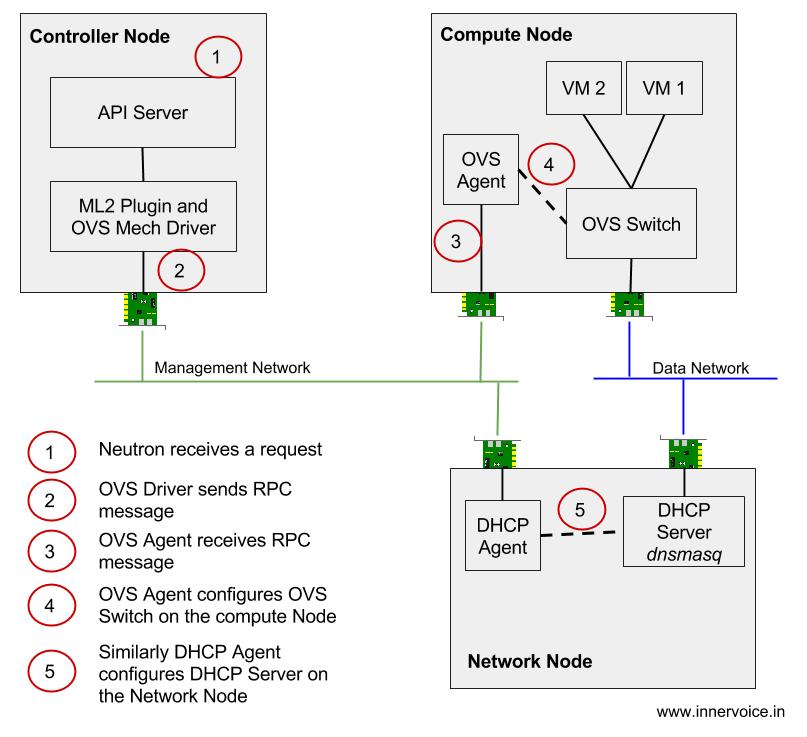 Controller Node
1
API Server
ML2 Plugin and
OVS Mech Driver
2
Compute Node
VM 2
VM 1
OVS
Agent
4
OVS Switch
3
Management Network
Data Network
1
Neutron receives a request
2
OVS Driver sends RPC
message
3
OVS Agent receives RPC
message
4
OVS Agent configures OVS
Switch on the compute Node
5
Similarly DHCP Agent
configures DHCP Server on
the Network Node
DHCP
Agent
5
DHCP
Server
dnsmasq
Network Node
www.innervoice.in